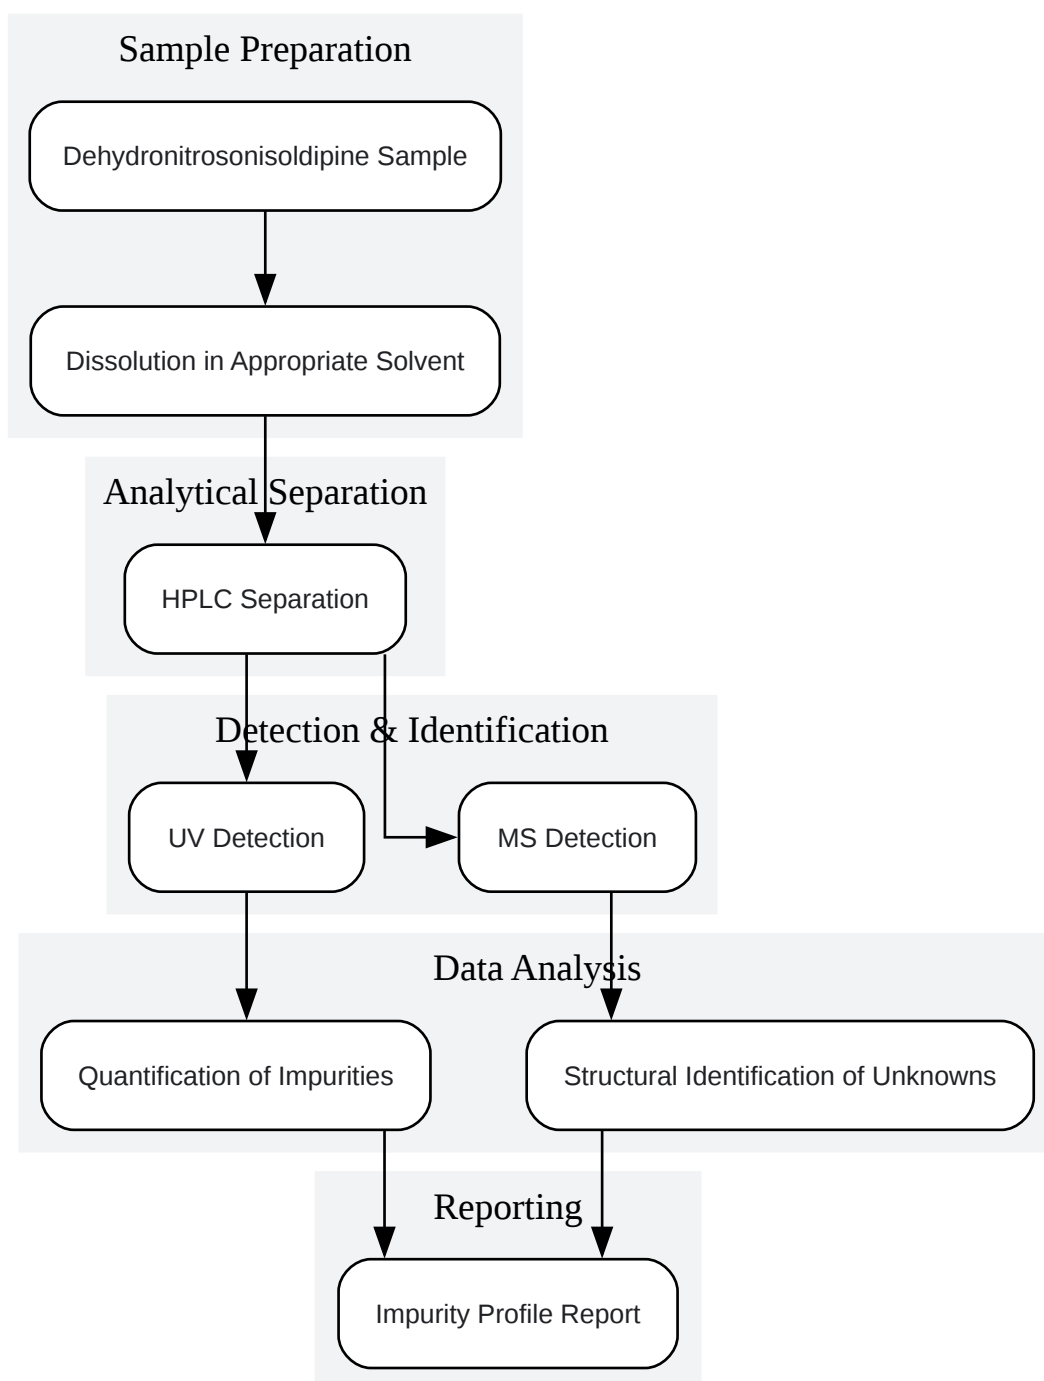 Sample Preparation
Dehydronitrosonisoldipine Sample
Dissolution in Appropriate Solvent
Analytical Separation
HPLC Separation
Detection & Identification
UV Detection
MS Detection
Data Analysis
Quantification of Impurities
Structural Identification of Unknowns
Reporting
Impurity Profile Report